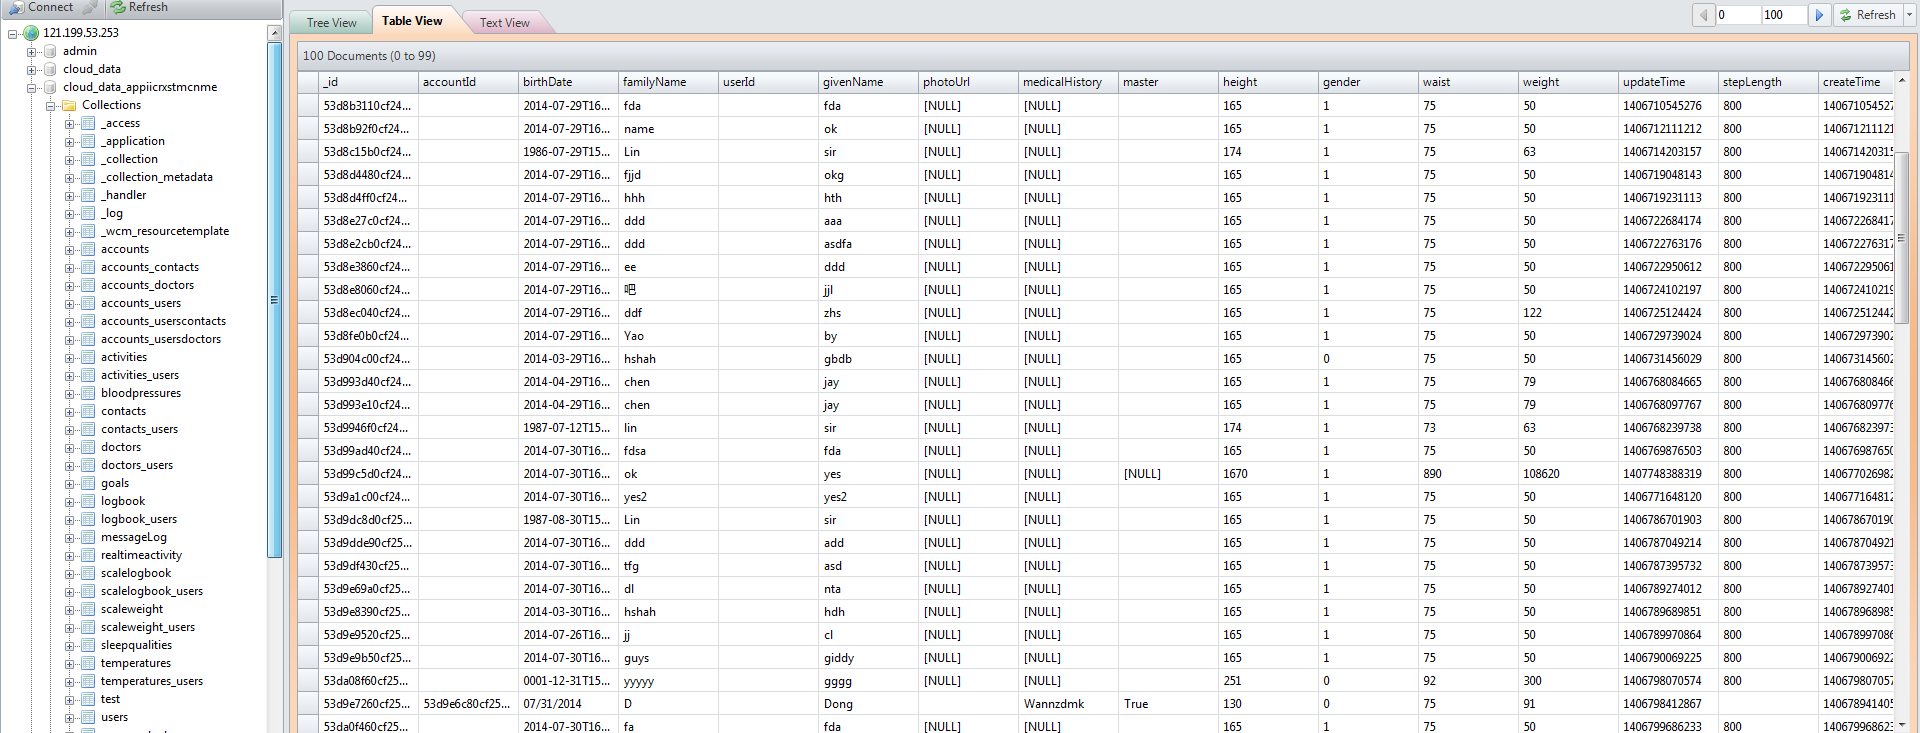 Connect Refresh
121.199.53.253
admin
cloud_data
cloud_data_appiicrxstmcnme
Collections
_access
_application
_collection
_collection_metadata
_handler
_log
_wcm_resourcetemplate
accounts
accounts_contacts
accounts_doctors
accounts_users
accounts_userscontacts
accounts_usersdoctors
activities
activities_users
bloodpressures
contacts
contacts_users
doctors
doctors_users
goals
logbook
logbook_users
messageLog
realtimeactivity
scalelogbook
scalelogbook_users
scaleweight
scaleweight_users
sleepqualities
temperatures
temperatures_users
test
users
Tree View Table View Text View 0 100 Refresh
100 Documents (0 to 99)
_id accountId birthDate familyName userId givenName photoUrl medicalHistory master height gender waist weight updateTime stepLength createTime
53d8b3110cf24... 2014-07-29T16... fda fda [NULL] [NULL] 165 1 75 50 1406710545276 800 140671054527
53d8b92f0cf24... 2014-07-29T16... name ok [NULL] [NULL] 165 1 75 50 1406712111212 800 140671211121
53d8c15b0cf24... 1986-07-29T15... Lin sir [NULL] [NULL] 174 1 75 63 1406714203157 800 140671420315
53d8d4480cf24... 2014-07-29T16... fjjd okg [NULL] [NULL] 165 1 75 50 1406719048143 800 140671904814
53d8d4ff0cf24... 2014-07-29T16... hhh hth [NULL] [NULL] 165 1 75 50 1406719231113 800 140671923111
53d8e27c0cf24... 2014-07-29T16... ddd aaa [NULL] [NULL] 165 1 75 50 1406722684174 800 140672268417
53d8e2cb0cf24... 2014-07-29T16... ddd asdfa [NULL] [NULL] 165 1 75 50 1406722763176 800 140672276317
53d8e3860cf24... 2014-07-29T16... ee ddd [NULL] [NULL] 165 1 75 50 1406722950612 800 140672295061
53d8e8060cf24... 2014-07-29T16... 吧 jjl [NULL] [NULL] 165 1 75 50 1406724102197 800 140672410219
53d8ec040cf24... 2014-07-29T16... ddf zhs [NULL] [NULL] 165 1 75 122 1406725124424 800 140672512442
53d8fe0b0cf24... 2014-07-29T16... Yao by [NULL] [NULL] 165 1 75 50 1406729739024 800 140672973902
53d904c00cf24... 2014-03-29T16... hshah gbdb [NULL] [NULL] 165 0 75 50 1406731456029 800 140673145602
53d993d40cf24... 2014-04-29T16... chen jay [NULL] [NULL] 165 1 75 79 1406768084665 800 140676808466
53d993e10cf24... 2014-04-29T16... chen jay [NULL] [NULL] 165 1 75 79 1406768097767 800 140676809776
53d9946f0cf24... 1987-07-12T15... lin sir [NULL] [NULL] 174 1 73 63 1406768239738 800 140676823973
53d99ad40cf24... 2014-07-30T16... fdsa fda [NULL] [NULL] 165 1 75 50 1406769876503 800 140676987650
53d99c5d0cf24... 2014-07-30T16... ok yes [NULL] [NULL] [NULL] 1670 1 890 108620 1407748388319 800 140677026982
53d9a1c00cf24... 2014-07-30T16... yes2 yes2 [NULL] [NULL] 165 1 75 50 1406771648120 800 140677164812
53d9dc8d0cf25... 1987-08-30T15... Lin sir [NULL] [NULL] 165 1 75 50 1406786701903 800 140678670190
53d9dde90cf25... 2014-07-30T16... ddd add [NULL] [NULL] 165 1 75 50 1406787049214 800 140678704921
53d9df430cf25... 2014-07-30T16... tfg asd [NULL] [NULL] 165 1 75 50 1406787395732 800 140678739573
53d9e69a0cf25... 2014-07-30T16... dl nta [NULL] [NULL] 165 1 75 50 1406789274012 800 140678927401
53d9e8390cf25... 2014-03-30T16... hshah hdh [NULL] [NULL] 165 1 75 50 1406789689851 800 140678968985
53d9e9520cf25... 2014-07-26T16... jj cl [NULL] [NULL] 165 1 75 50 1406789970864 800 140678997086
53d9e9b50cf25... 2014-07-30T16... guys giddy [NULL] [NULL] 165 1 75 50 1406790069225 800 140679006922
53da08f60cf25... 0001-12-31T15... yyyyy gggg [NULL] [NULL] 251 0 92 300 1406798070574 800 140679807057
53d9e7260cf25... 53d9e6c80cf25... 07/31/2014 D Dong Wannzdmk True 130 0 75 91 1406798412867 140678941405
53da0f460cf25... 2014-07-30T16... fa fda [NULL] [NULL] 165 1 75 50 1406799686233 800 140679968623